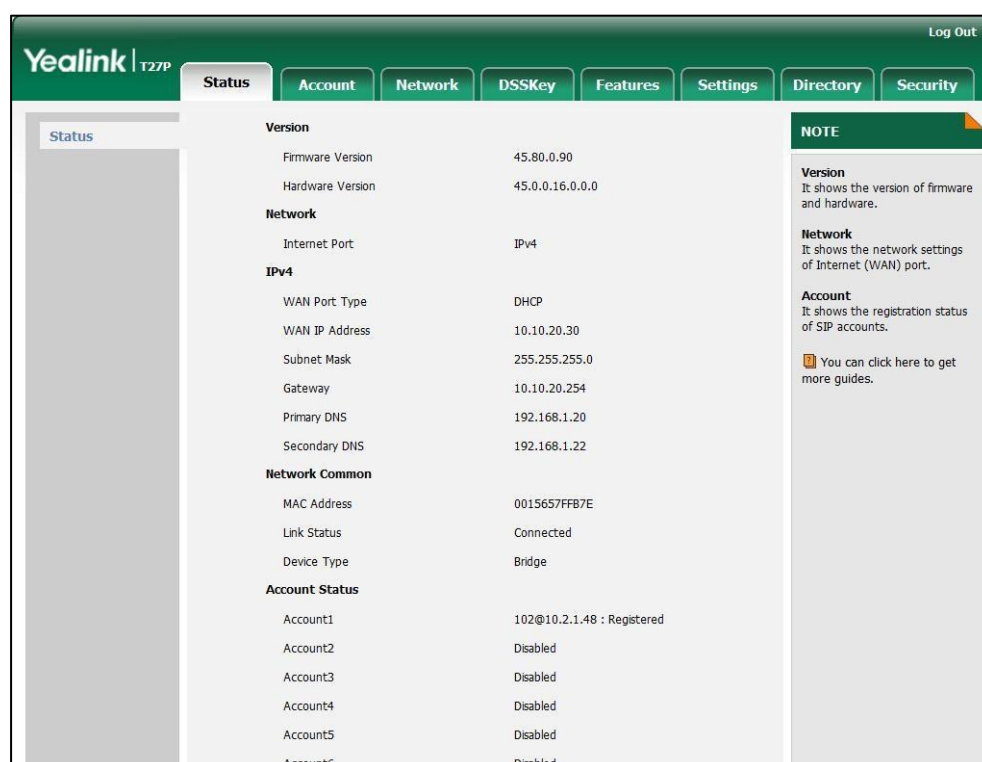 Log Out
Yealink | T27P
Status Account Network DSSKey Features Settings Directory Security
Status
Version
Firmware Version 45.80.0.90
Hardware Version 45.0.0.16.0.0.0
Network
Internet Port IPv4
IPv4
WAN Port Type DHCP
WAN IP Address 10.10.20.30
Subnet Mask 255.255.255.0
Gateway 10.10.20.254
Primary DNS 192.168.1.20
Secondary DNS 192.168.1.22
Network Common
MAC Address 0015657FFB7E
Link Status Connected
Device Type Bridge
Account Status
Account1 102@10.2.1.48 : Registered
Account2 Disabled
Account3 Disabled
Account4 Disabled
Account5 Disabled
NOTE
Version
It shows the version of firmware
and hardware.
Network
It shows the network settings
of Internet (WAN) port.
Account
It shows the registration status
of SIP accounts.
You can click here to get
more guides.